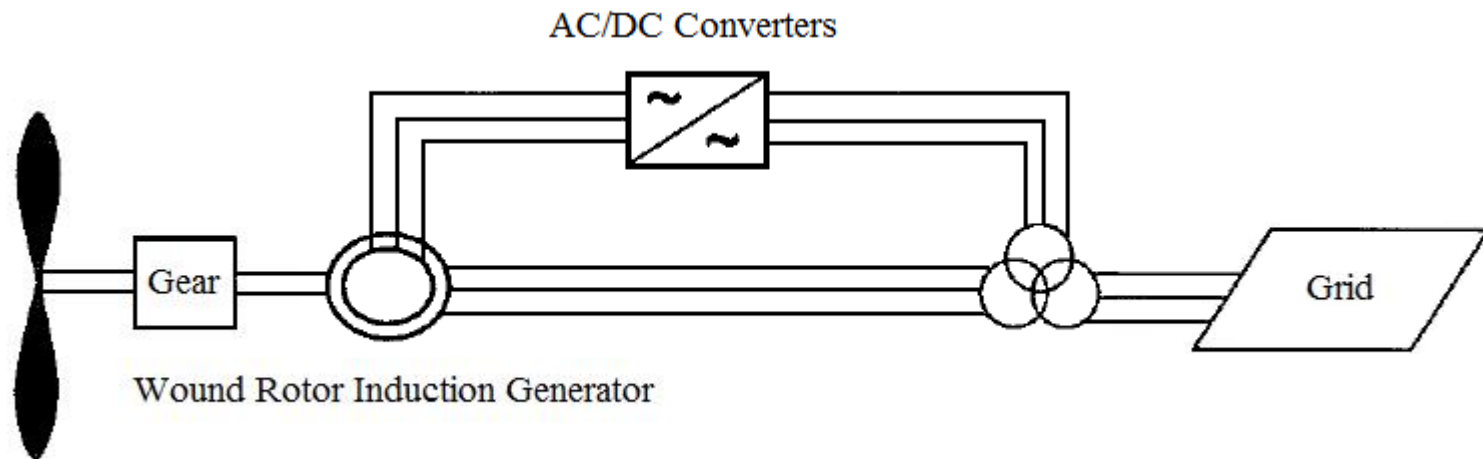 AC/DC Converters
~
~
Gear
Grid
Wound Rotor Induction Generator